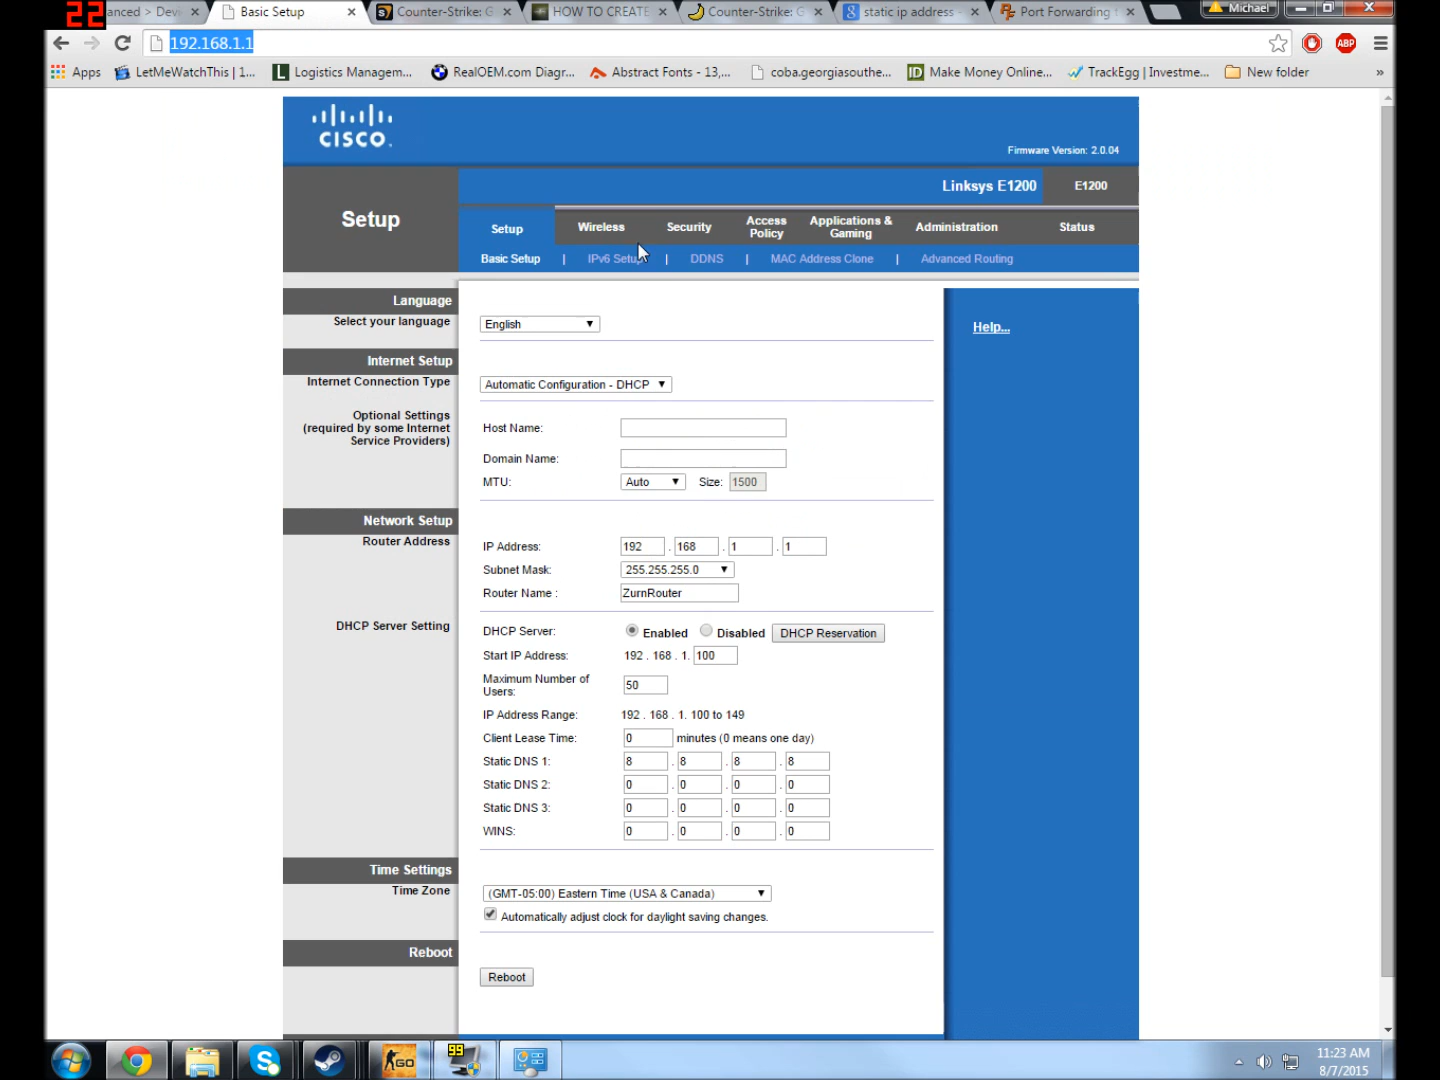 22
anced > Devi
Basic Setup
Counter-Strike: G
HOW TO CREATE
Counter-Strike: G
static ip address -
Port Forwarding f
Michael
192.168.1.1
ABP
Apps
LetMeWatchThis | 1...
Logistics Managem...
RealOEM.com Diagr...
Abstract Fonts - 13,...
coba.georgiasouthe...
Make Money Online...
TrackEgg | Investme...
New folder
»
CISCO.
Firmware Version: 2.0.04
Linksys E1200
E1200
Setup
Setup
Wireless
Security
Access Policy
Applications & Gaming
Administration
Status
Basic Setup | IPv6 Setup | DDNS | MAC Address Clone | Advanced Routing
Language
Select your language
English
Help...
Internet Setup
Internet Connection Type
Automatic Configuration - DHCP
Optional Settings
(required by some Internet
Service Providers)
Host Name:
Domain Name:
MTU: Auto Size: 1500
Network Setup
Router Address
IP Address: 192 . 168 . 1 . 1
Subnet Mask: 255.255.255.0
Router Name : ZurnRouter
DHCP Server Setting
DHCP Server: Enabled Disabled DHCP Reservation
Start IP Address: 192 . 168 . 1. 100
Maximum Number of
Users: 50
IP Address Range: 192 . 168 . 1. 100 to 149
Client Lease Time: 0 minutes (0 means one day)
Static DNS 1: 8 . 8 . 8 . 8
Static DNS 2: 0 . 0 . 0 . 0
Static DNS 3: 0 . 0 . 0 . 0
WINS: 0 . 0 . 0 . 0
Time Settings
Time Zone
(GMT-05:00) Eastern Time (USA & Canada)
Automatically adjust clock for daylight saving changes.
Reboot
Reboot
GO
99
11:23 AM
8/7/2015